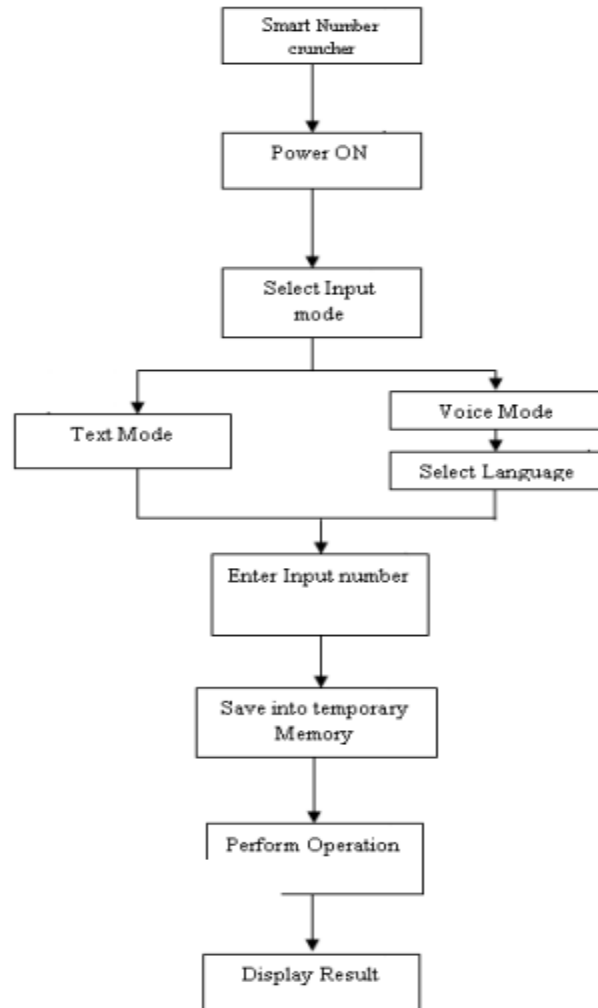 Smart Number
cruncher
Power ON
Select Input
mode
Text Mode
Voice Mode
Select Language
Enter Input number
Save into temporary
Memory
Perform Operation
Display Result